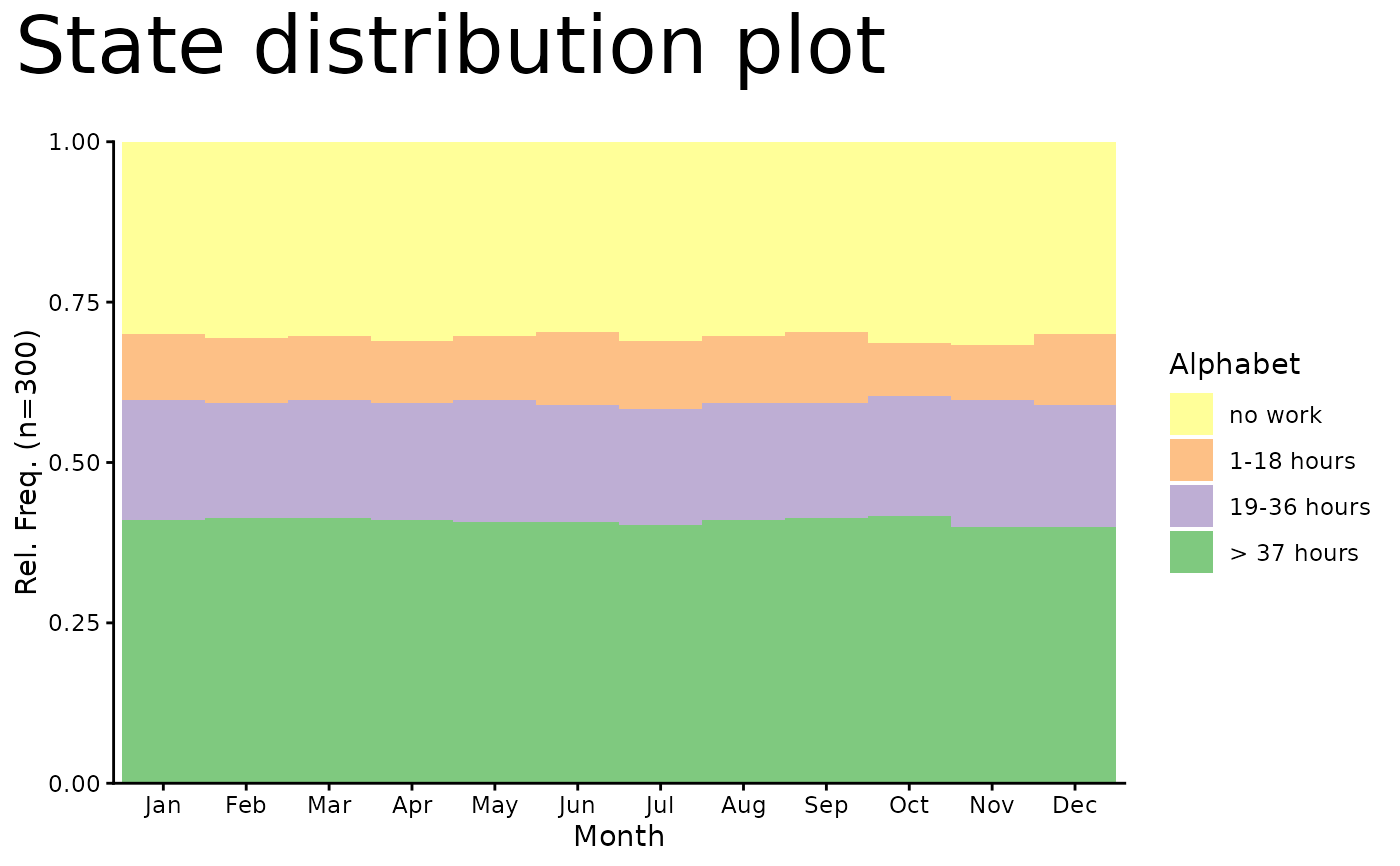 State distribution plot
Rel. Freq. (n=300)
1.00
0.75
0.50
0.25
0.00
Jan Feb Mar Apr May Jun Jul Aug Sep Oct Nov Dec
Month
Alphabet
no work
1-18 hours
19-36 hours
> 37 hours